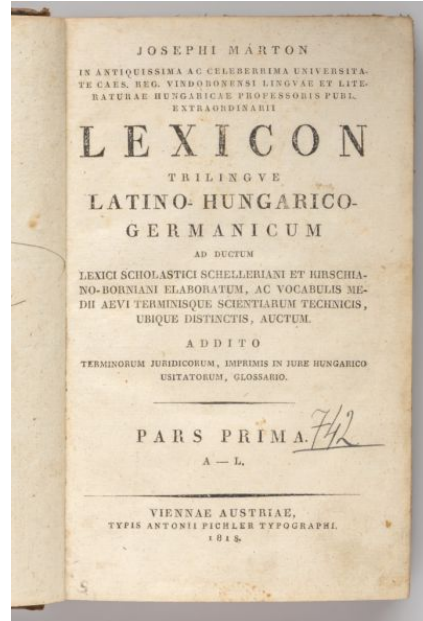 JOSEPHI MÁRTON
IN ANTIQUISSIMA AC CELEBERRIMA UNIVERSITA-
TE CAES. REG. VINDOBONENSI LINGVAE ET LITE-
RATURAE HUNGARICAE PROFESSORIS PUBL.
EXTRAORDINARII
LEXICON
TRILINGVE
LATINO-HUNGARICO-
GERMANICUM
AD DUCTUM
LEXICI SCHOLASTICI SCHELLERIANI ET KIRSCHIA-
NO-BORNIANI ELABORATUM, AC VOCABULIS ME-
DII AEVI TERMINISQUE SCIENTIARUM TECHNICIS,
UBIQUE DISTINCTIS, AUCTUM.
ADDITO
TERMINORUM JURIDICORUM, IMPRIMIS IN JURE HUNGARICO
USITATORUM, GLOSSARIO.
PARS PRIMA.
742
A — L.
VIENNAE AUSTRIAE,
TYPIS ANTONII PICHLER TYPOGRAPHI.
1818.
S